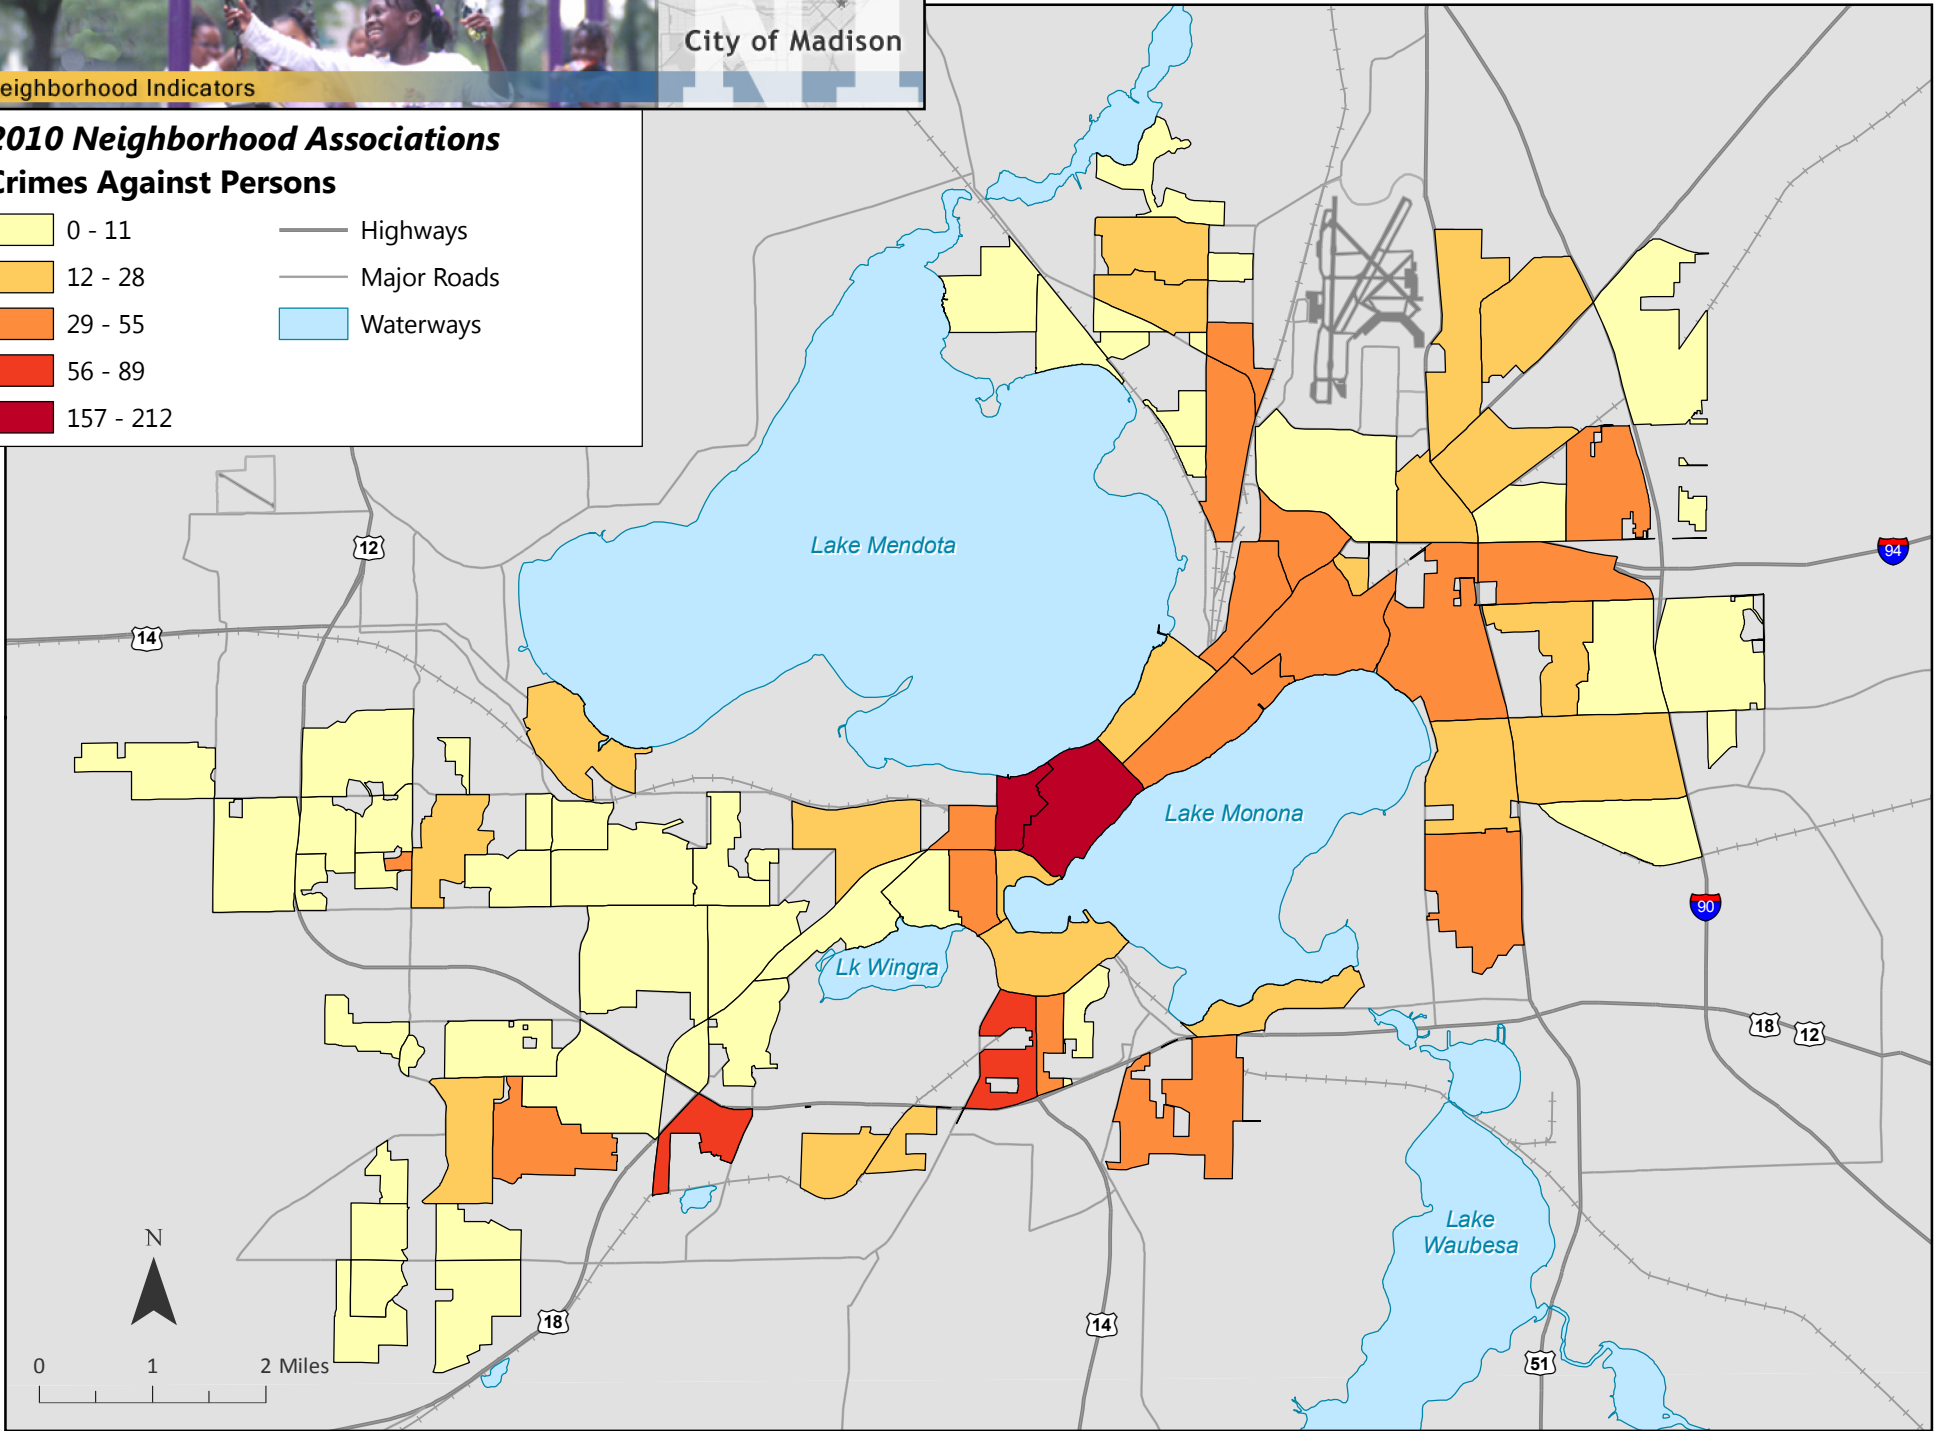 City of Madison
NI
eighborhood Indicators
2010 Neighborhood Associations
Crimes Against Persons
0 - 11
Highways
12 - 28
Major Roads
29 - 55
Waterways
56 - 89
157 - 212
Lake Mendota
12
94
14
Lake Monona
90
Lk Wingra
18
12
Lake
Waubesa
N
18
14
51
0 1 2 Miles